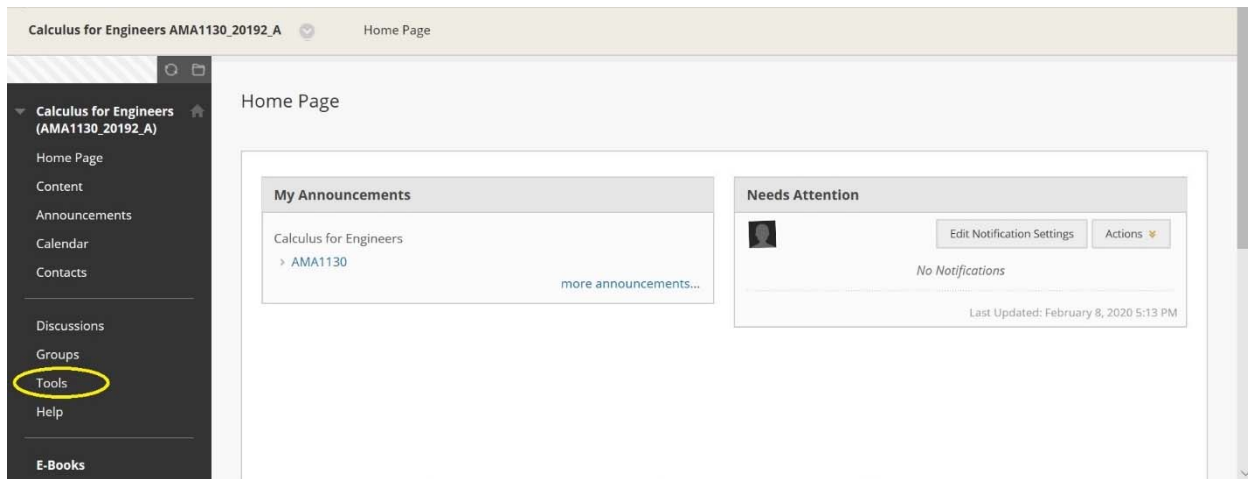 Calculus for Engineers AMA1130_20192_A
Home Page
Calculus for Engineers
(AMA1130_20192_A)
Home Page
Content
Announcements
Calendar
Contacts
Discussions
Groups
Tools
Help
E-Books
Home Page
My Announcements
Calculus for Engineers
> AMA1130
more announcements...
Needs Attention
Edit Notification Settings
Actions
No Notifications
Last Updated: February 8, 2020 5:13 PM